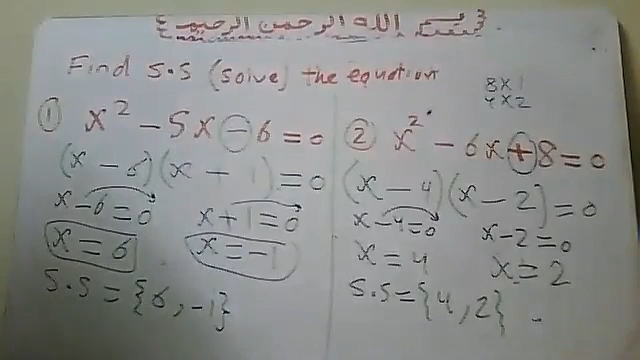 بسم الله الرحمن الرحيم
Find S.S (solve) the equation
8 x 1
4 x 2
① x² - 5x - 6 = 0
(x - 6)(x + 1) = 0
x - 6 = 0 x + 1 = 0
x = 6 x = -1
S.S = {6, -1}
② x² - 6x + 8 = 0
(x - 4)(x - 2) = 0
x - 4 = 0 x - 2 = 0
x = 4 x = 2
S.S = {4, 2}